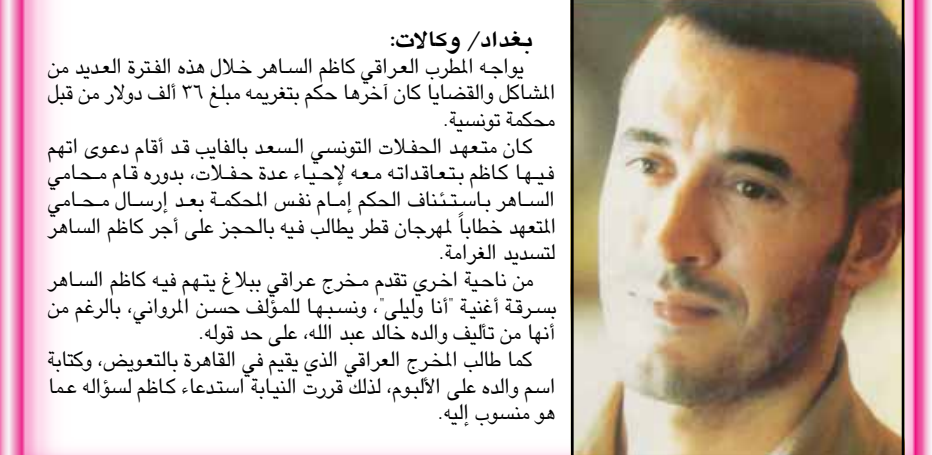 بغداد/ وكالات:
يواجه المطرب العراقي كاظم الساهر خلال هذه الفترة العديد من
المشاكل والقضايا كان آخرها حكم بتغريمه مبلغ ٣٦ ألف دولار من قبل
محكمة تونسية.
كان متعهد الحفلات التونسي السعد بالفايب قد أقام دعوى اتهم
فيها كاظم بتعاقداته معه لإحياء عدة حفلات، بدوره قام محامي
الساهر باستئناف الحكم إمام نفس المحكمة بعد إرسال محامي
المتعهد خطاباً لمهرجان قطر يطالب فيه بالحجز على أجر كاظم الساهر
لتسديد الغرامة.
من ناحية اخري تقدم مخرج عراقي ببلاغ يتهم فيه كاظم الساهر
بسرقة أغنية "أنا وليلى"، ونسبها للمؤلف حسن المرواني، بالرغم من
أنها من تأليف والده خالد عبد الله، على حد قوله.
كما طالب المخرج العراقي الذي يقيم في القاهرة بالتعويض، وكتابة
اسم والده على الألبوم، لذلك قررت النيابة استدعاء كاظم لسؤاله عما
هو منسوب إليه.